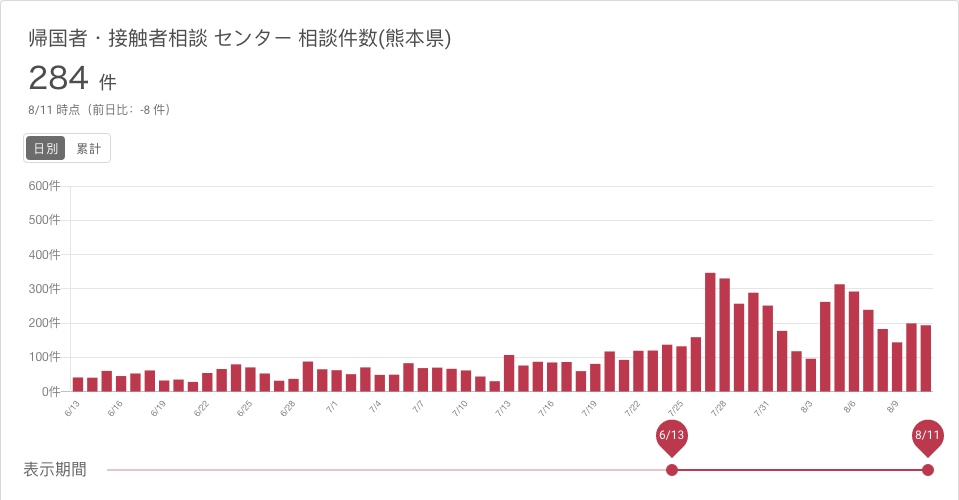 帰国者・接触者相談 センター 相談件数(熊本県)
284 件
8/11 時点（前日比：-8 件）
日別 累計
600件
500件
400件
300件
200件
100件
0件
6/13 6/16 6/19 6/22 6/25 6/28 7/1 7/4 7/7 7/10 7/13 7/16 7/19 7/22 7/25 7/28 7/31 8/3 8/6 8/9
6/13 8/11
表示期間